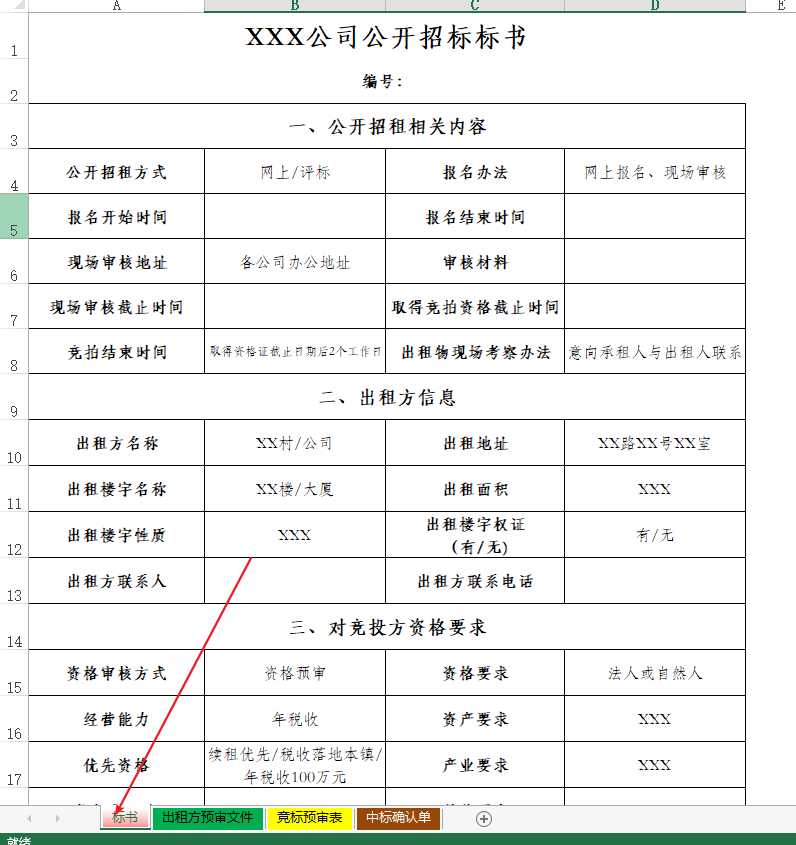 A B C D E
1 XXX公司公开招标标书
2 编号：
3 一、公开招租相关内容
4 公开招租方式 网上/评标 报名办法 网上报名、现场审核
5 报名开始时间 报名结束时间
6 现场审核地址 各公司办公地址 审核材料
7 现场审核截止时间 取得竞拍资格截止时间
8 竞拍结束时间 取得资格证截止日期后2个工作日 出租物现场考察办法 意向承租人与出租人联系
9 二、出租方信息
10 出租方名称 XX村/公司 出租地址 XX路XX号XX室
11 出租楼宇名称 XX楼/大厦 出租面积 XXX
12 出租楼宇性质 XXX 出租楼宇权证
（有/无） 有/无
13 出租方联系人 出租方联系电话
14 三、对竞投方资格要求
15 资格审核方式 资格预审 资格要求 法人或自然人
16 经营能力 年税收 资产要求 XXX
17 优先资格 续租优先/税收落地本镇/
年税收100万元 产业要求 XXX
标书 出租方预审文件 竞标预审表 中标确认单
就绪